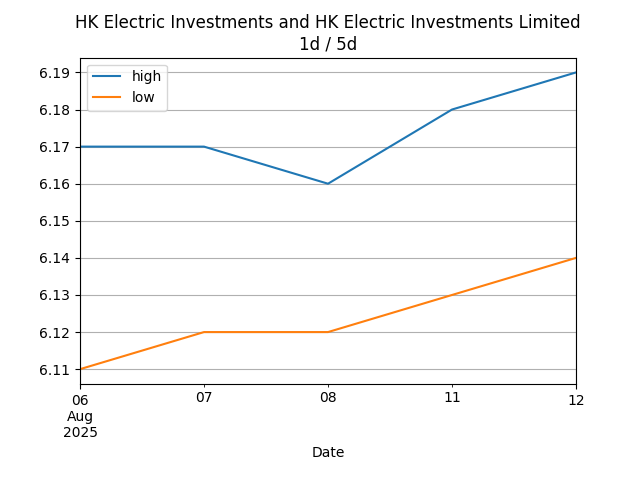 HK Electric Investments and HK Electric Investments Limited
1d / 5d
high
low
6.19
6.18
6.17
6.16
6.15
6.14
6.13
6.12
6.11
06
Aug
2025
07
08
11
12
Date